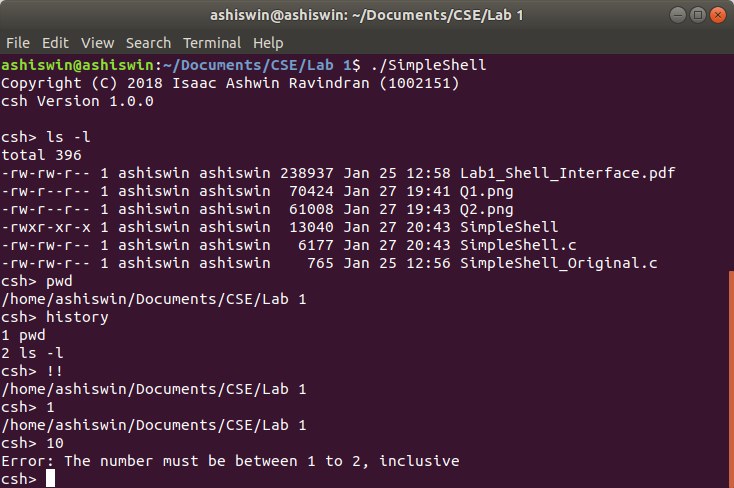 ashiswin@ashiswin: ~/Documents/CSE/Lab 1
File Edit View Search Terminal Help
ashiswin@ashiswin:~/Documents/CSE/Lab 1$ ./SimpleShell
Copyright (C) 2018 Isaac Ashwin Ravindran (1002151)
csh Version 1.0.0

csh> ls -l
total 396
-rw-rw-r-- 1 ashiswin ashiswin 238937 Jan 25 12:58 Lab1_Shell_Interface.pdf
-rw-r--r-- 1 ashiswin ashiswin  70424 Jan 27 19:41 Q1.png
-rw-r--r-- 1 ashiswin ashiswin  61008 Jan 27 19:43 Q2.png
-rwxr-xr-x 1 ashiswin ashiswin  13040 Jan 27 20:43 SimpleShell
-rw-rw-r-- 1 ashiswin ashiswin   6177 Jan 27 20:43 SimpleShell.c
-rw-rw-r-- 1 ashiswin ashiswin    765 Jan 25 12:56 SimpleShell_Original.c
csh> pwd
/home/ashiswin/Documents/CSE/Lab 1
csh> history
1 pwd
2 ls -l
csh> !!
/home/ashiswin/Documents/CSE/Lab 1
csh> 1
/home/ashiswin/Documents/CSE/Lab 1
csh> 10
Error: The number must be between 1 to 2, inclusive
csh>